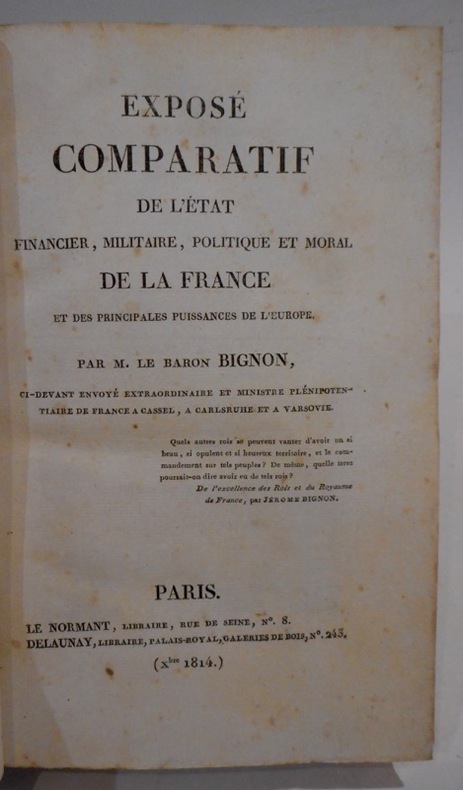 EXPOSÉ
COMPARATIF
DE L'ÉTAT
FINANCIER, MILITAIRE, POLITIQUE ET MORAL
DE LA FRANCE
ET DES PRINCIPALES PUISSANCES DE L'EUROPE.
PAR M. LE BARON BIGNON,
CI-DEVANT ENVOYÉ EXTRAORDINAIRE ET MINISTRE PLÉNIPOTEN-
TIAIRE DE FRANCE A CASSEL, A CARLSRUHE ET A VARSOVIE.
Quels autres rois se peuvent vanter d'avoir un si
beau, si opulent et si heureux territoire, et le com-
mandement sur tels peuples? De même, quelle terre
pourrait-on dire avoir eu de tels rois?
De l'excellence des Rois et du Royaume
de France, par JÉROME BIGNON.
PARIS.
LE NORMANT, LIBRAIRE, RUE DE SEINE, N°. 8.
DELAUNAY, LIBRAIRE, PALAIS-ROYAL, GALERIES DE BOIS, N°. 243.
(Xbre 1814.)